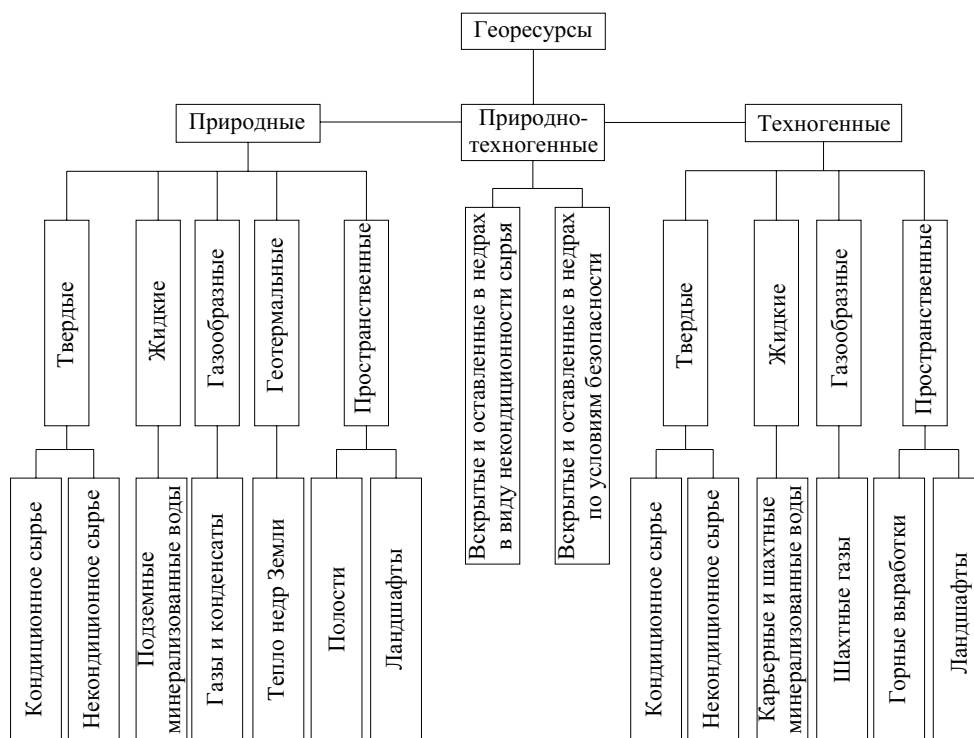 Георесурсы
Природные
Природно-
техногенные
Техногенные
Твердые
Жидкие
Газообразные
Геотермальные
Пространственные
Вскрытые и оставленные в недрах
в виду некондиционности сырья
Вскрытые и оставленные в недрах
по условиям безопасности
Твердые
Жидкие
Газообразные
Пространственные
Кондиционное сырье
Некондиционное сырье
Подземные
минерализованные воды
Газы и конденсаты
Тепло недр Земли
Полости
Ландшафты
Кондиционное сырье
Некондиционное сырье
Карьерные и шахтные
минерализованные воды
Шахтные газы
Горные выработки
Ландшафты